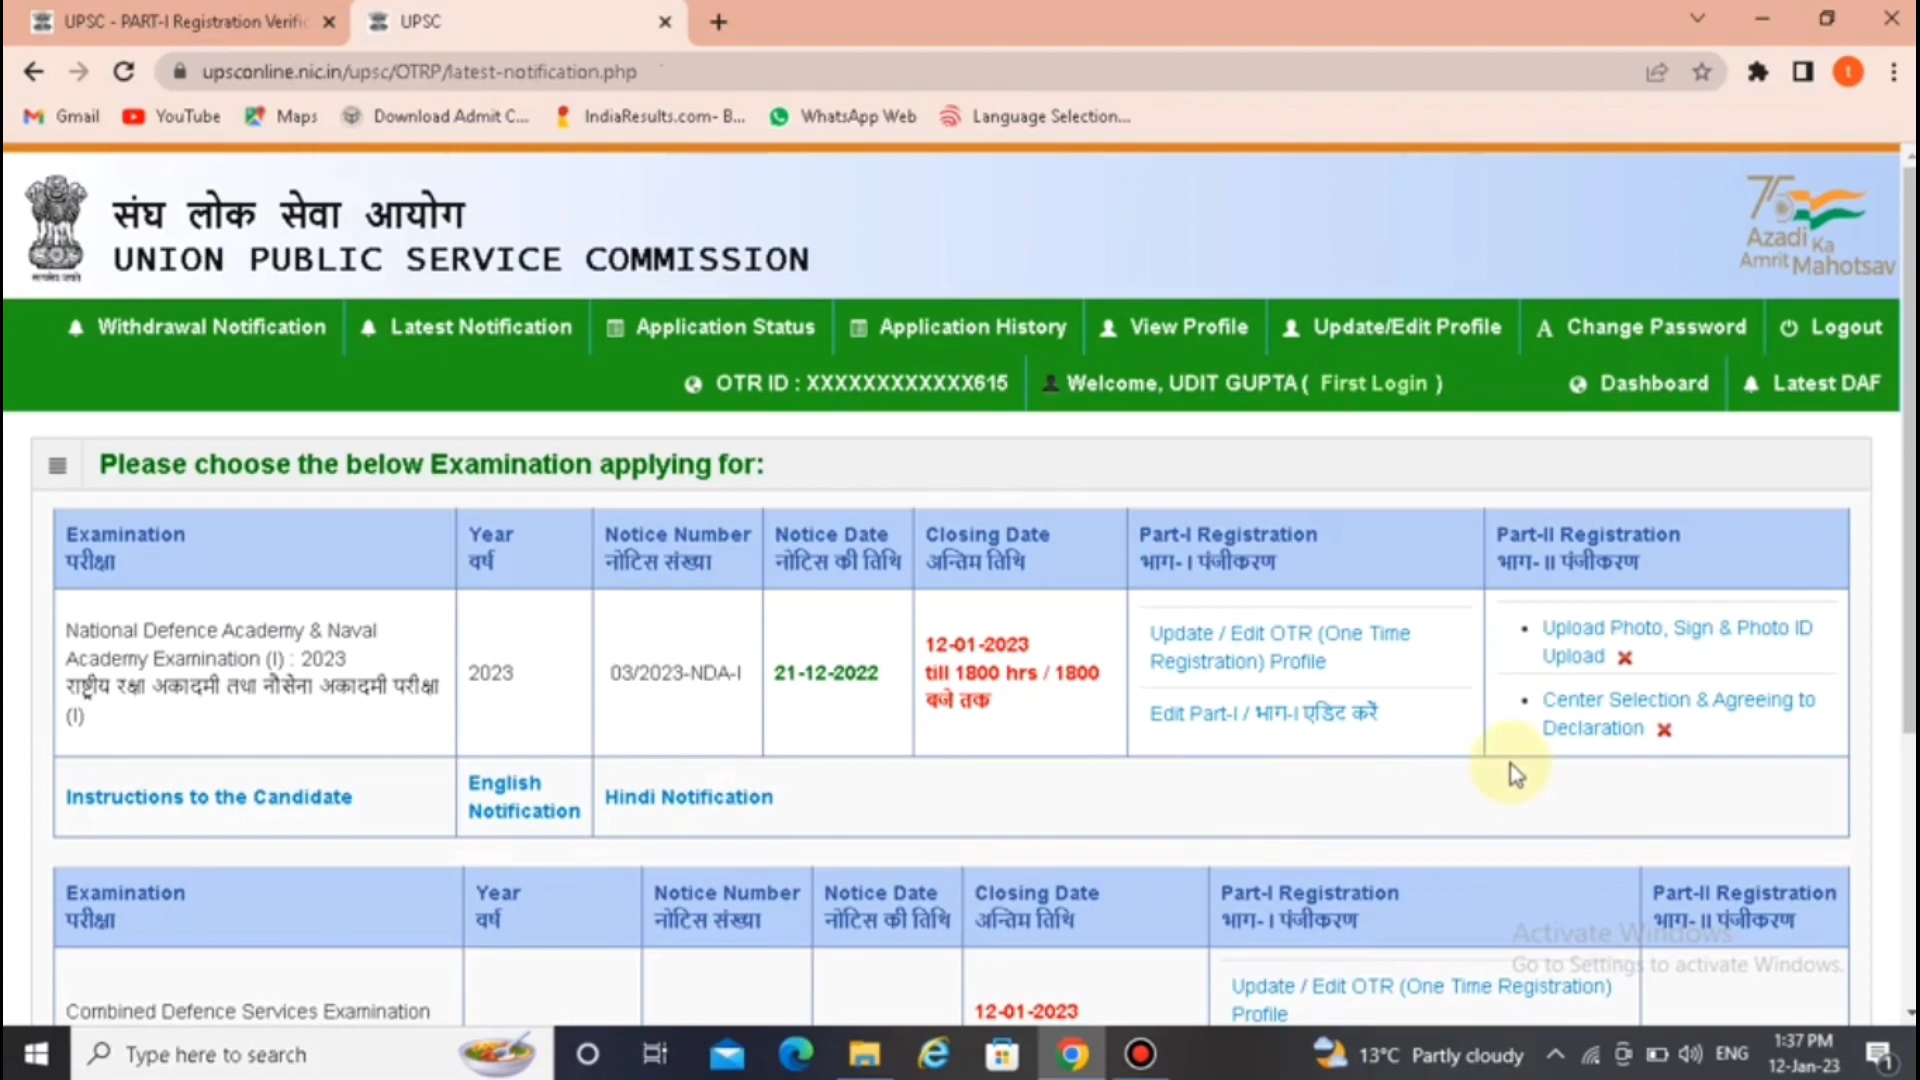 UPSC - PART-I Registration Verific
UPSC
upsconline.nic.in/upsc/OTRP/latest-notification.php
Gmail
YouTube
Maps
Download Admit C...
IndiaResults.com- B...
WhatsApp Web
Language Selection...
संघ लोक सेवा आयोग
UNION PUBLIC SERVICE COMMISSION
75
Azadi Ka
Amrit Mahotsav
Withdrawal Notification
Latest Notification
Application Status
Application History
View Profile
Update/Edit Profile
Change Password
Logout
OTR ID : XXXXXXXXXXXXX615
Welcome, UDIT GUPTA ( First Login )
Dashboard
Latest DAF
Please choose the below Examination applying for:
Examination
परीक्षा
Year
वर्ष
Notice Number
नोटिस संख्या
Notice Date
नोटिस की तिथि
Closing Date
अन्तिम तिथि
Part-I Registration
भाग- I पंजीकरण
Part-II Registration
भाग- II पंजीकरण
National Defence Academy & Naval
Academy Examination (I) : 2023
राष्ट्रीय रक्षा अकादमी तथा नौसेना अकादमी परीक्षा
(I)
2023
03/2023-NDA-I
21-12-2022
12-01-2023
till 1800 hrs / 1800
बजे तक
Update / Edit OTR (One Time
Registration) Profile
Edit Part-I / भाग-I एडिट करें
Upload Photo, Sign & Photo ID
Upload
Center Selection & Agreeing to
Declaration
Instructions to the Candidate
English
Notification
Hindi Notification
Examination
परीक्षा
Year
वर्ष
Notice Number
नोटिस संख्या
Notice Date
नोटिस की तिथि
Closing Date
अन्तिम तिथि
Part-I Registration
भाग- I पंजीकरण
Part-II Registration
भाग- II पंजीकरण
Combined Defence Services Examination
12-01-2023
Update / Edit OTR (One Time Registration)
Profile
Activate Windows
Go to Settings to activate Windows.
Type here to search
13°C Partly cloudy
ENG
1:37 PM
12-Jan-23
1